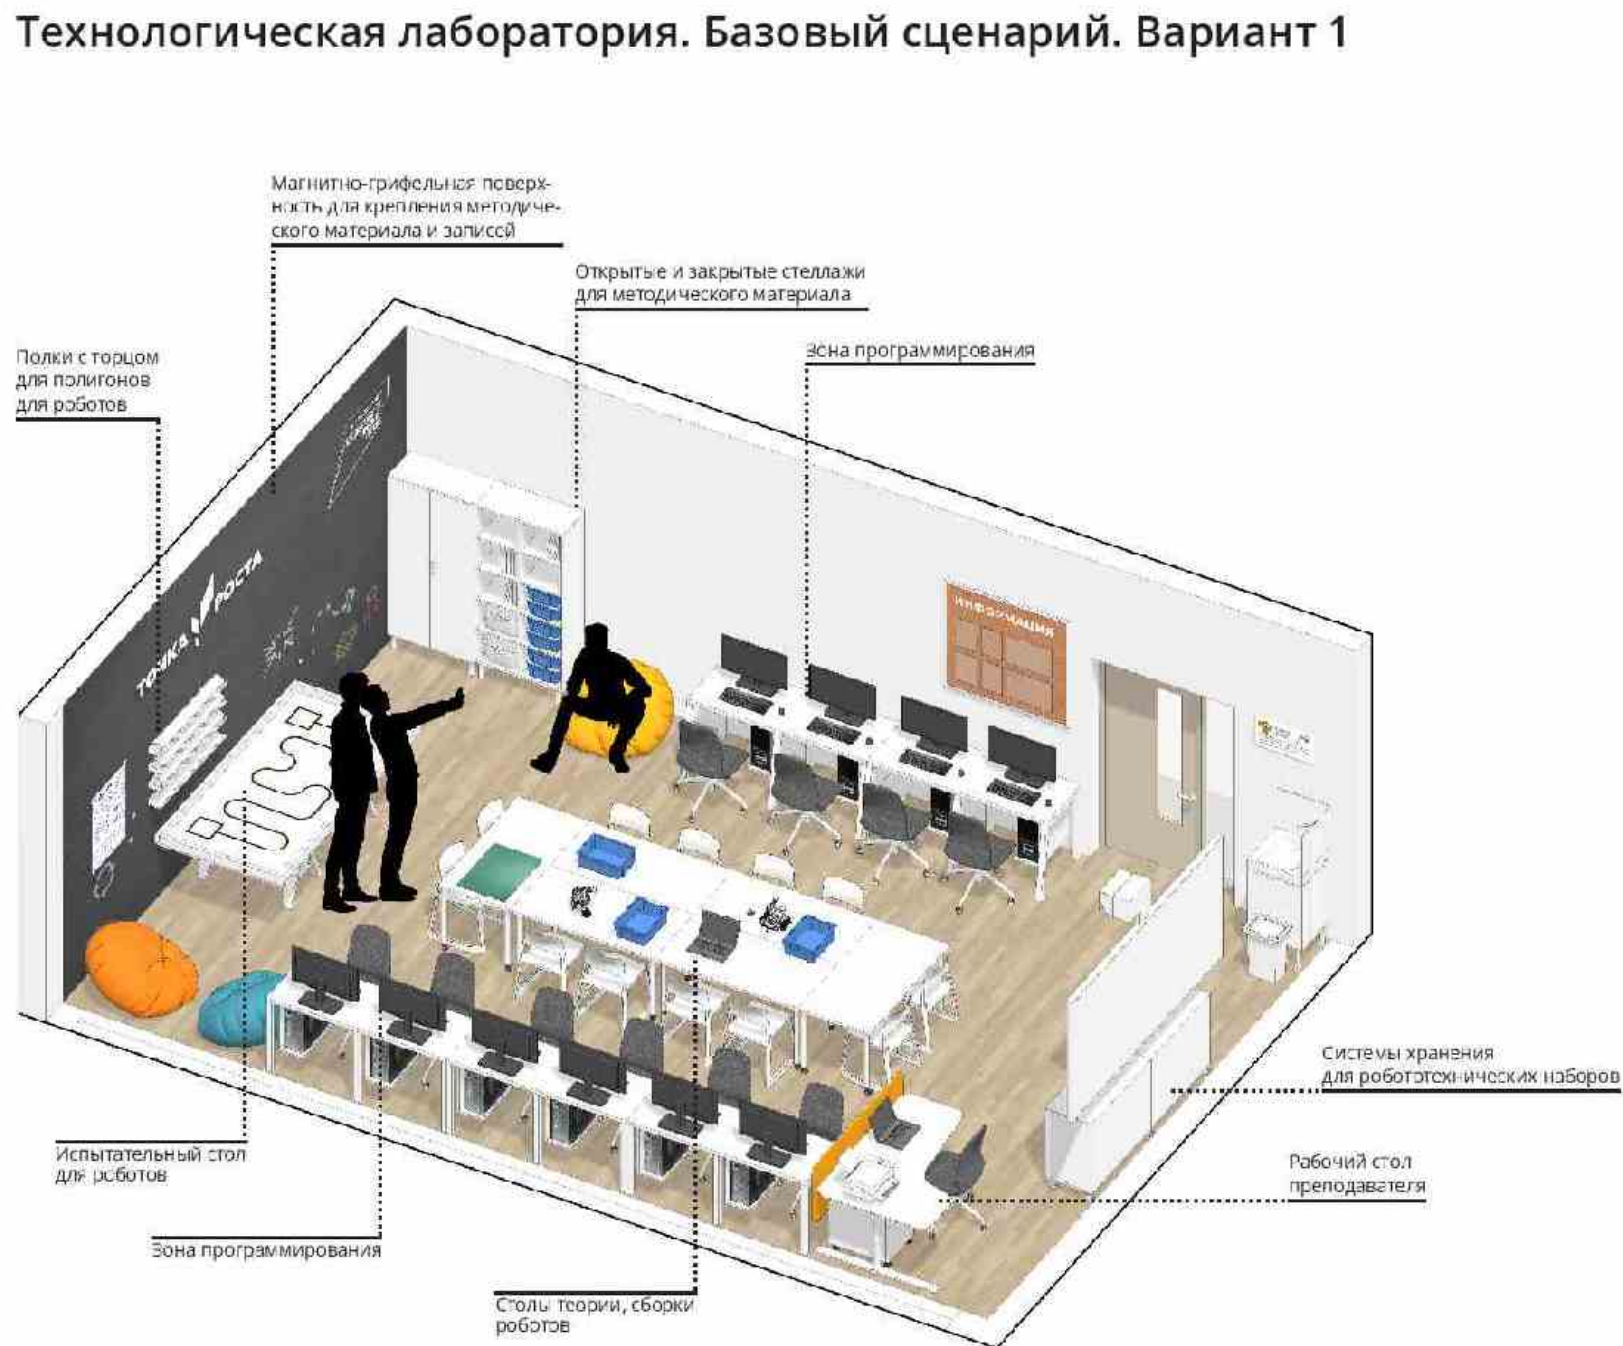 Технологическая лаборатория. Базовый сценарий. Вариант 1
Магнитно-грифельная поверх-
ность для крепления методиче-
ского материала и записей
Открытые и закрытые стеллажи
для методического материала
Зона программирования
Полки с торцом
для полигонов
для роботов
ТОЧКА РОСТА
ИНФОРМАЦИЯ
Системы хранения
для робототехнических наборов
Рабочий стол
преподавателя
Испытательный стол
для роботов
Зона программирования
Столы теории, сборки
роботов